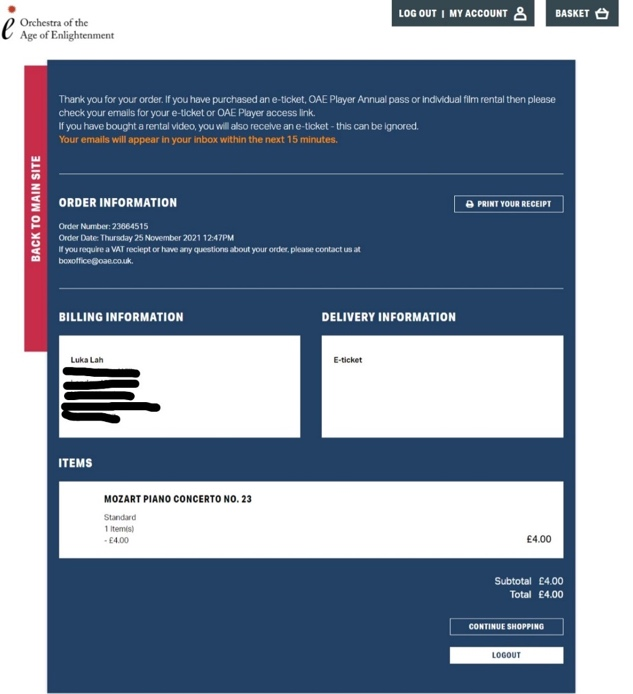 Orchestra of the
Age of Enlightenment
LOG OUT | MY ACCOUNT
BASKET
BACK TO MAIN SITE
Thank you for your order. If you have purchased an e-ticket, OAE Player Annual pass or individual film rental then please
check your emails for your e-ticket or OAE Player access link.
If you have bought a rental video, you will also receive an e-ticket - this can be ignored.
Your emails will appear in your inbox within the next 15 minutes.
ORDER INFORMATION
PRINT YOUR RECEIPT
Order Number: 23664515
Order Date: Thursday 25 November 2021 12:47PM
If you require a VAT reciept or have any questions about your order, please contact us at
boxoffice@oae.co.uk.
BILLING INFORMATION
DELIVERY INFORMATION
Luka Lah
E-ticket
ITEMS
MOZART PIANO CONCERTO NO. 23
Standard
1 Item(s)
- £4.00
£4.00
Subtotal £4.00
Total £4.00
CONTINUE SHOPPING
LOGOUT